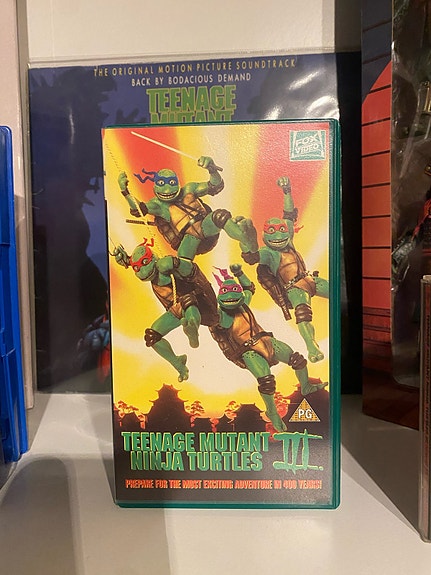 THE ORIGINAL MOTION PICTURE SOUNDTRACK
BACK BY BODACIOUS DEMAND
TEENAGE
MUTANT
FOX
VIDEO
PG
TEENAGE MUTANT
NINJA TURTLES III
PREPARE FOR THE MOST EXCITING ADVENTURE IN 400 YEARS!